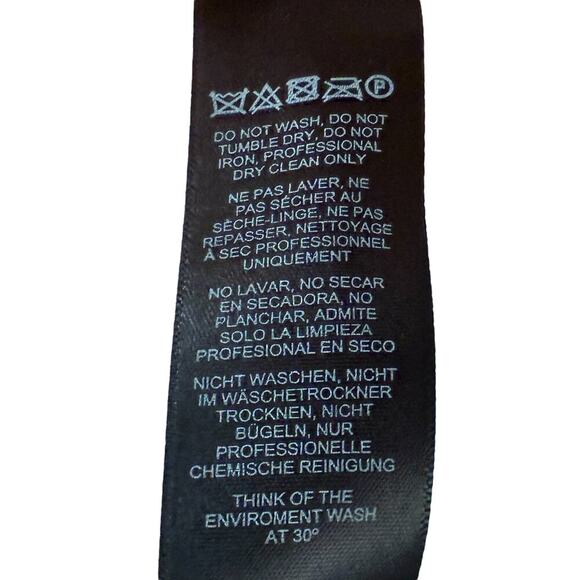 P
DO NOT WASH, DO NOT
TUMBLE DRY, DO NOT
IRON, PROFESSIONAL
DRY CLEAN ONLY
NE PAS LAVER, NE
PAS SÉCHER AU
SÈCHE-LINGE, NE PAS
REPASSER, NETTOYAGE
À SEC PROFESSIONNEL
UNIQUEMENT
NO LAVAR, NO SECAR
EN SECADORA, NO
PLANCHAR, ADMITE
SOLO LA LIMPIEZA
PROFESIONAL EN SECO
NICHT WASCHEN, NICHT
IM WÄSCHETROCKNER
TROCKNEN, NICHT
BÜGELN, NUR
PROFESSIONELLE
CHEMISCHE REINIGUNG
THINK OF THE
ENVIROMENT WASH
AT 30º